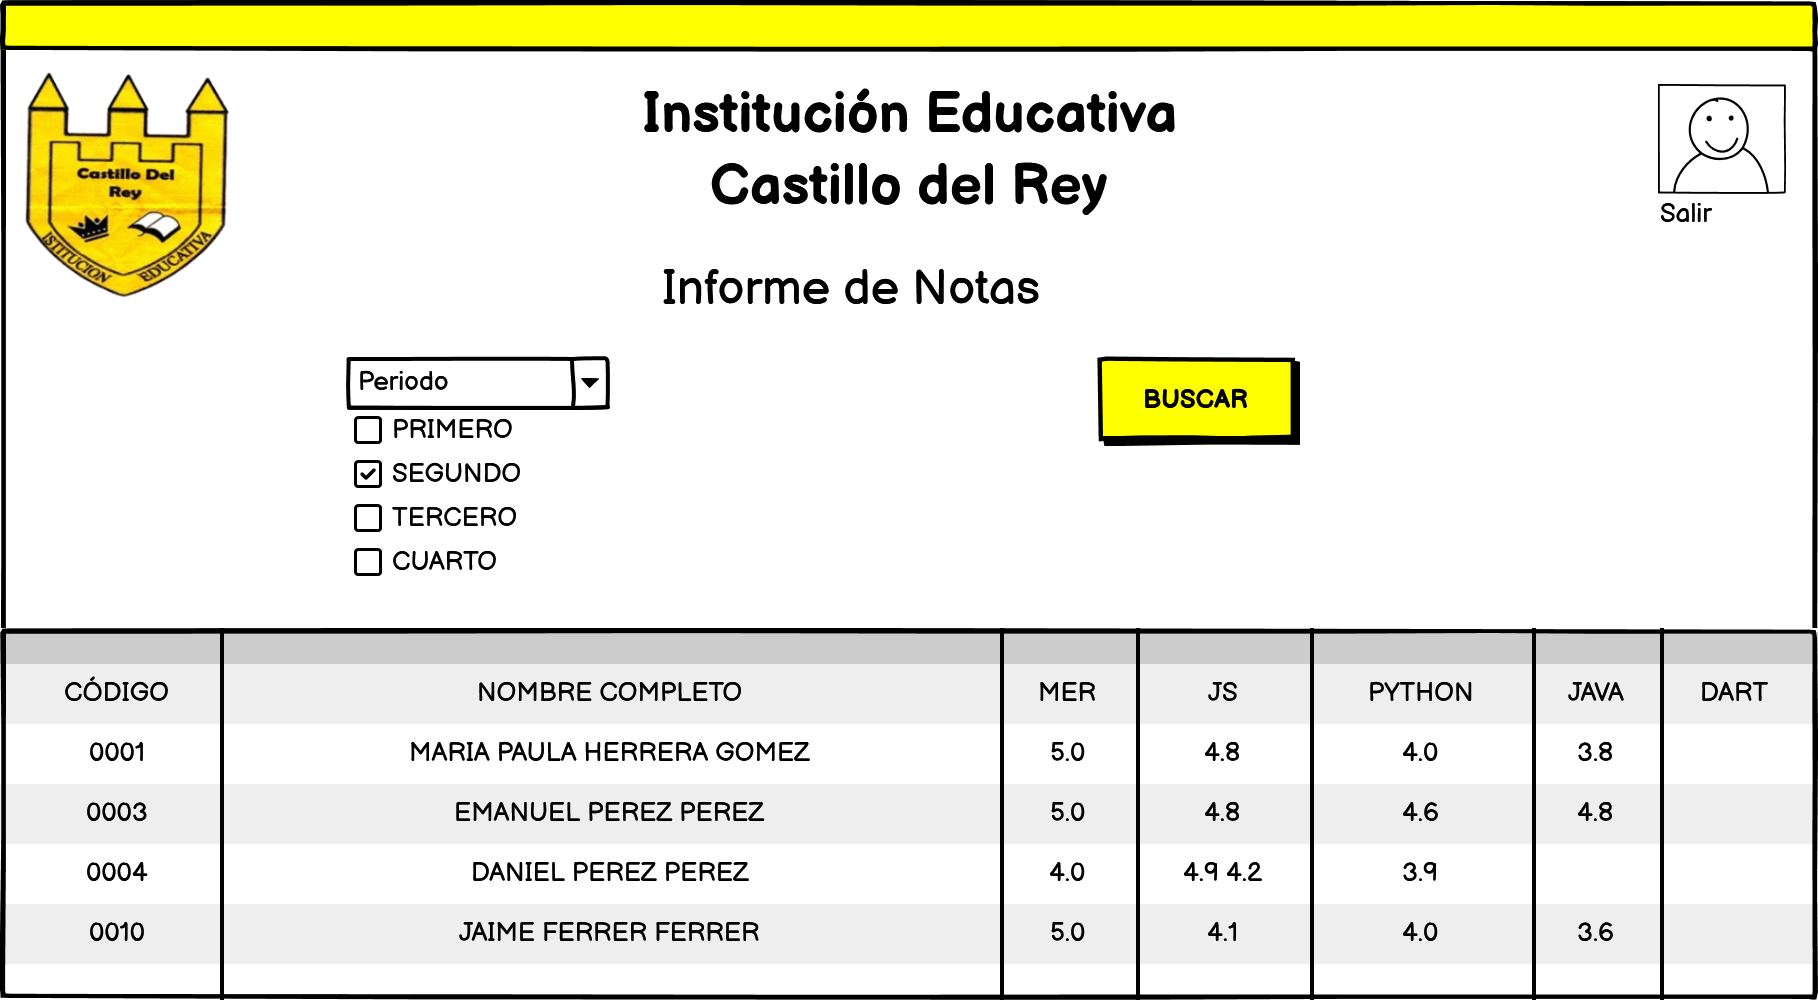 Institución Educativa
Castillo del Rey
Castillo Del
Rey
ISTITUCION EDUCATIVA
Salir
Informe de Notas
Periodo
BUSCAR
PRIMERO
SEGUNDO
TERCERO
CUARTO
CÓDIGO NOMBRE COMPLETO MER JS PYTHON JAVA DART
0001 MARIA PAULA HERRERA GOMEZ 5.0 4.8 4.0 3.8
0003 EMANUEL PEREZ PEREZ 5.0 4.8 4.6 4.8
0004 DANIEL PEREZ PEREZ 4.0 4.9 4.2 3.9
0010 JAIME FERRER FERRER 5.0 4.1 4.0 3.6